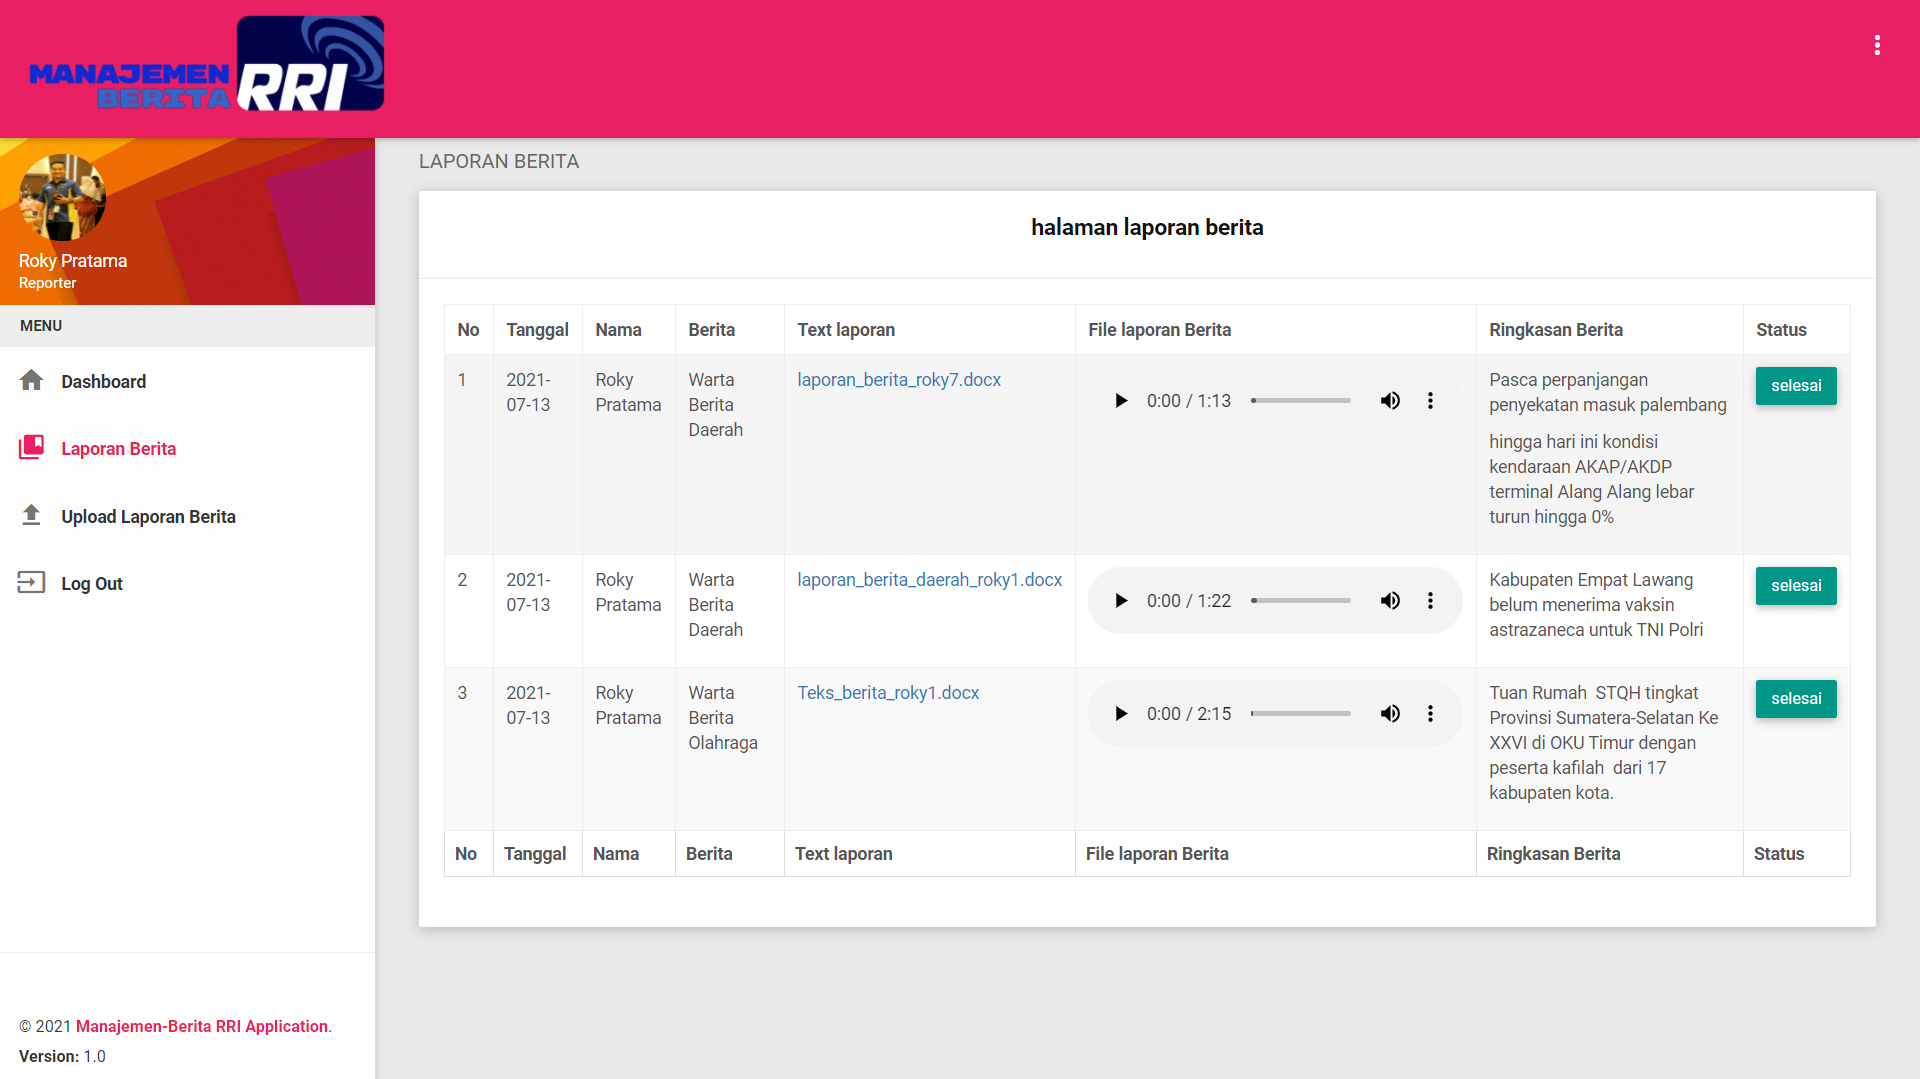 MANAJEMEN
BERITA
RRI
Roky Pratama
Reporter
MENU
Dashboard
Laporan Berita
Upload Laporan Berita
Log Out
© 2021 Manajemen-Berita RRI Application.
Version: 1.0
LAPORAN BERITA
halaman laporan berita
No Tanggal Nama Berita Text laporan File laporan Berita Ringkasan Berita Status
1
2021-
07-13
Roky
Pratama
Warta
Berita
Daerah
laporan_berita_roky7.docx
0:00 / 1:13
Pasca perpanjangan
penyekatan masuk palembang
hingga hari ini kondisi
kendaraan AKAP/AKDP
terminal Alang Alang lebar
turun hingga 0%
selesai
2
2021-
07-13
Roky
Pratama
Warta
Berita
Daerah
laporan_berita_daerah_roky1.docx
0:00 / 1:22
Kabupaten Empat Lawang
belum menerima vaksin
astrazaneca untuk TNI Polri
selesai
3
2021-
07-13
Roky
Pratama
Warta
Berita
Olahraga
Teks_berita_roky1.docx
0:00 / 2:15
Tuan Rumah  STQH tingkat
Provinsi Sumatera-Selatan Ke
XXVI di OKU Timur dengan
peserta kafilah  dari 17
kabupaten kota.
selesai
No Tanggal Nama Berita Text laporan File laporan Berita Ringkasan Berita Status